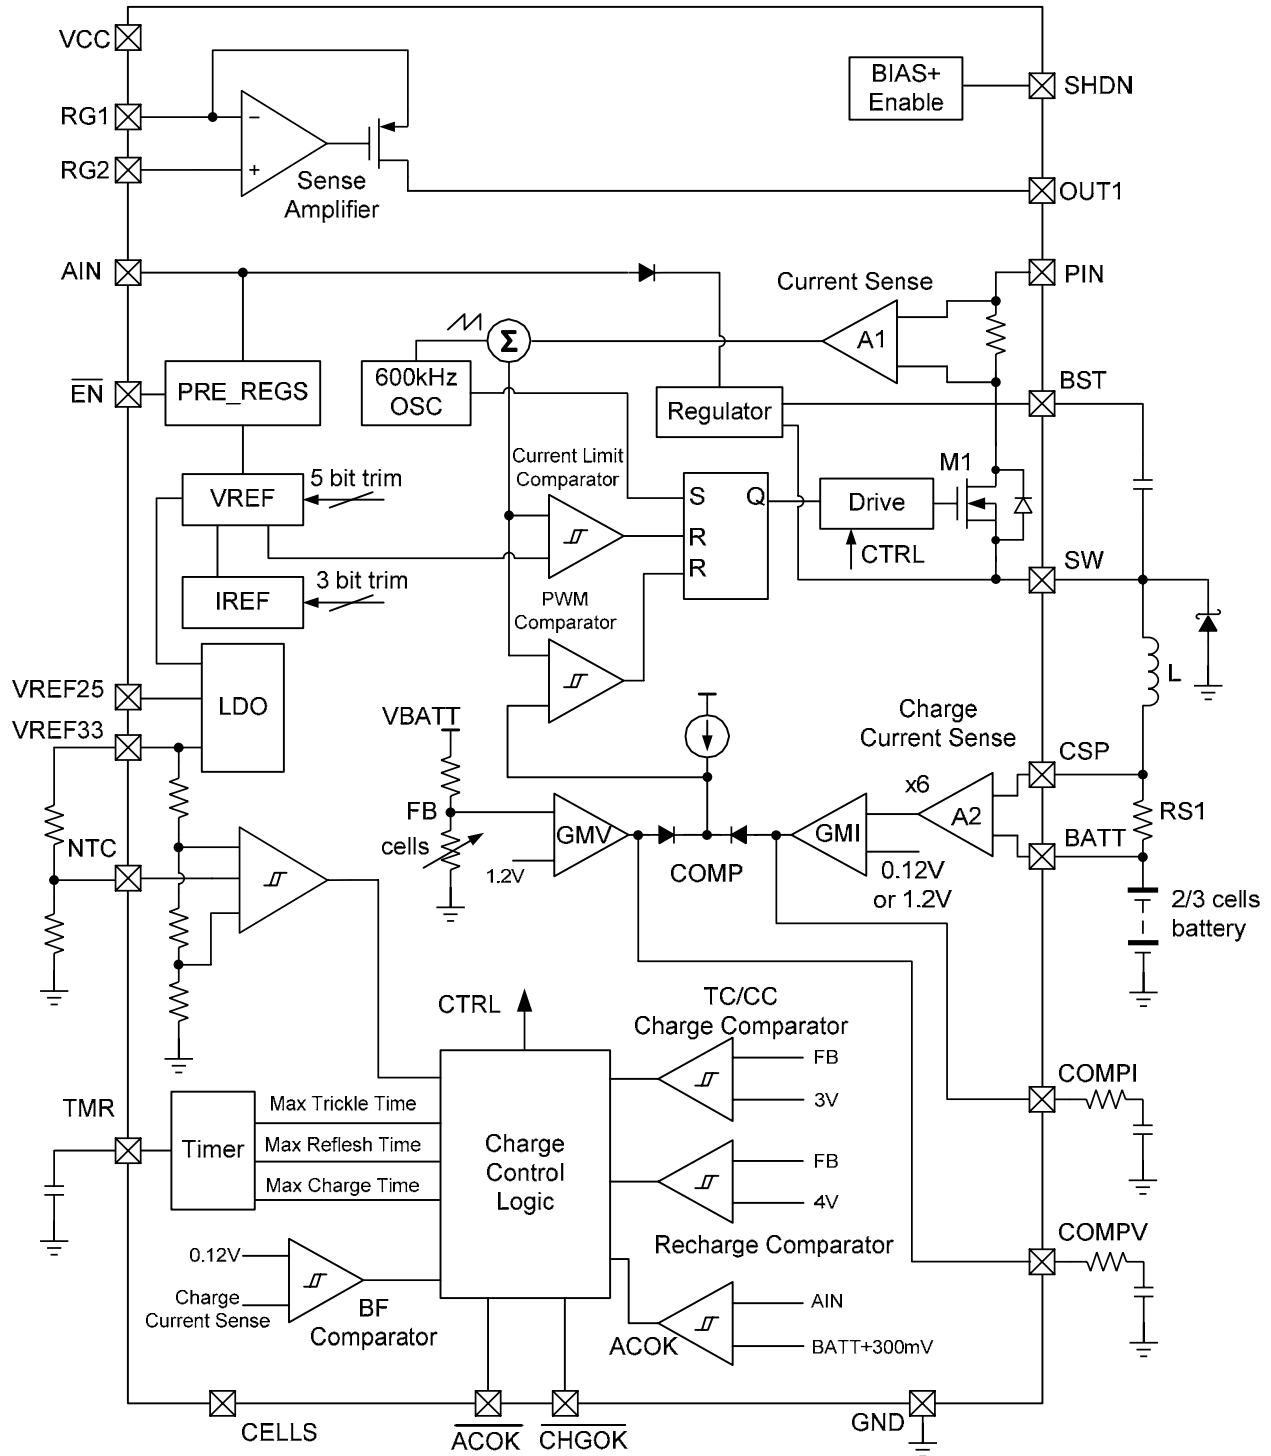 VCC
BIAS+
Enable
SHDN
RG1
−
RG2
+
Sense
Amplifier
OUT1
AIN
Current Sense
PIN
Σ
A1
EN
PRE_REGS
600kHz
OSC
BST
Regulator
5 bit trim
VREF
Current Limit
Comparator
M1
S
Q
Drive
R
R
CTRL
SW
3 bit trim
IREF
PWM
Comparator
VREF25
LDO
L
VREF33
VBATT
Charge
Current Sense
CSP
x6
FB
GMV
GMI
A2
RS1
BATT
NTC
cells
1.2V
COMP
0.12V
or 1.2V
2/3 cells
battery
CTRL
TC/CC
Charge Comparator
FB
3V
COMPI
TMR
Timer
Max Trickle Time
Max Reflesh Time
Max Charge Time
Charge
Control
Logic
FB
4V
Recharge Comparator
COMPV
0.12V
Charge
Current Sense
BF
Comparator
AIN
ACOK
BATT+300mV
CELLS
ACOK
CHGOK
GND